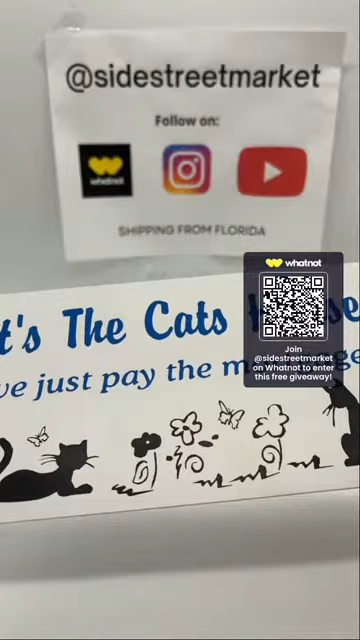 @sidestreetmarket
Follow on:
whatnot
SHIPPING FROM FLORIDA
whatnot
Join
@sidestreetmarket
on Whatnot to enter
this free giveaway!
t's The Cats
ve just pay the